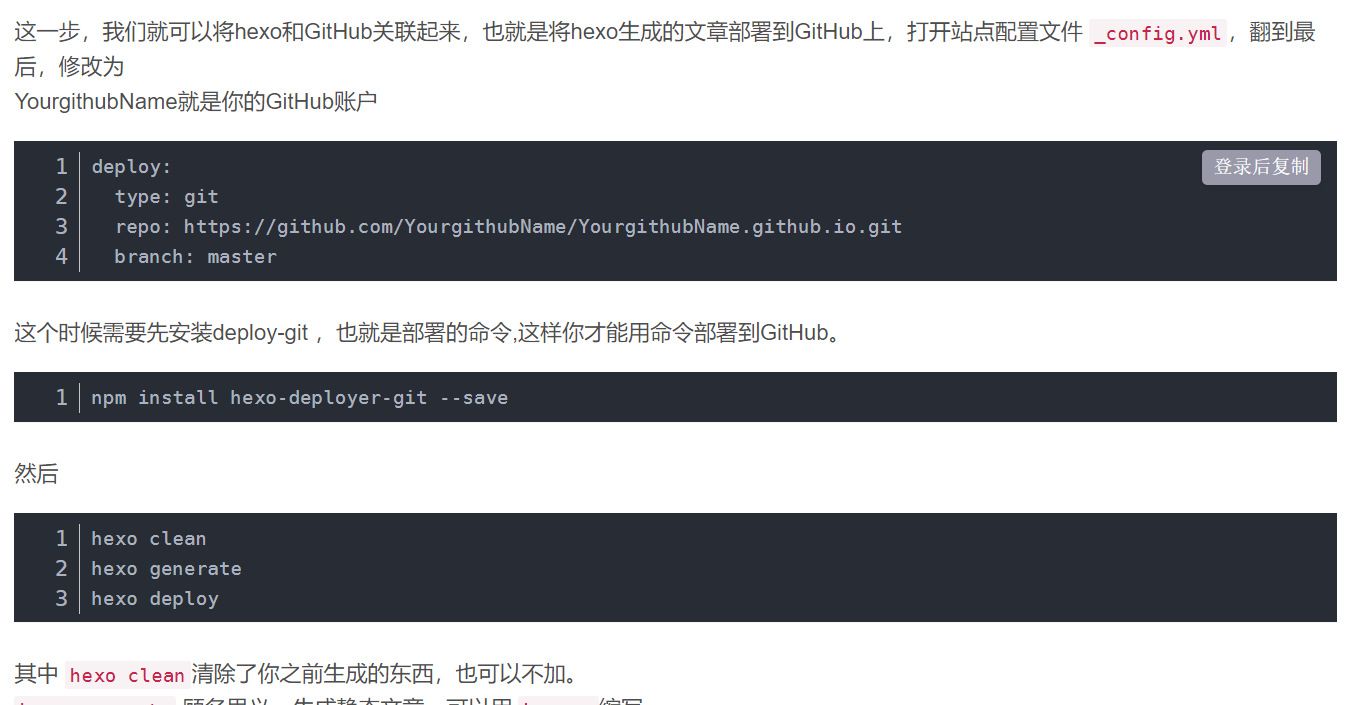 这一步，我们就可以将hexo和GitHub关联起来，也就是将hexo生成的文章部署到GitHub上，打开站点配置文件 _config.yml ，翻到最
后，修改为
YourgithubName就是你的GitHub账户
登录后复制
1 deploy:
2   type: git
3   repo: https://github.com/YourgithubName/YourgithubName.github.io.git
4   branch: master
这个时候需要先安装deploy-git ，也就是部署的命令,这样你才能用命令部署到GitHub。
1 npm install hexo-deployer-git --save
然后
1 hexo clean
2 hexo generate
3 hexo deploy
其中 hexo clean清除了你之前生成的东西，也可以不加。